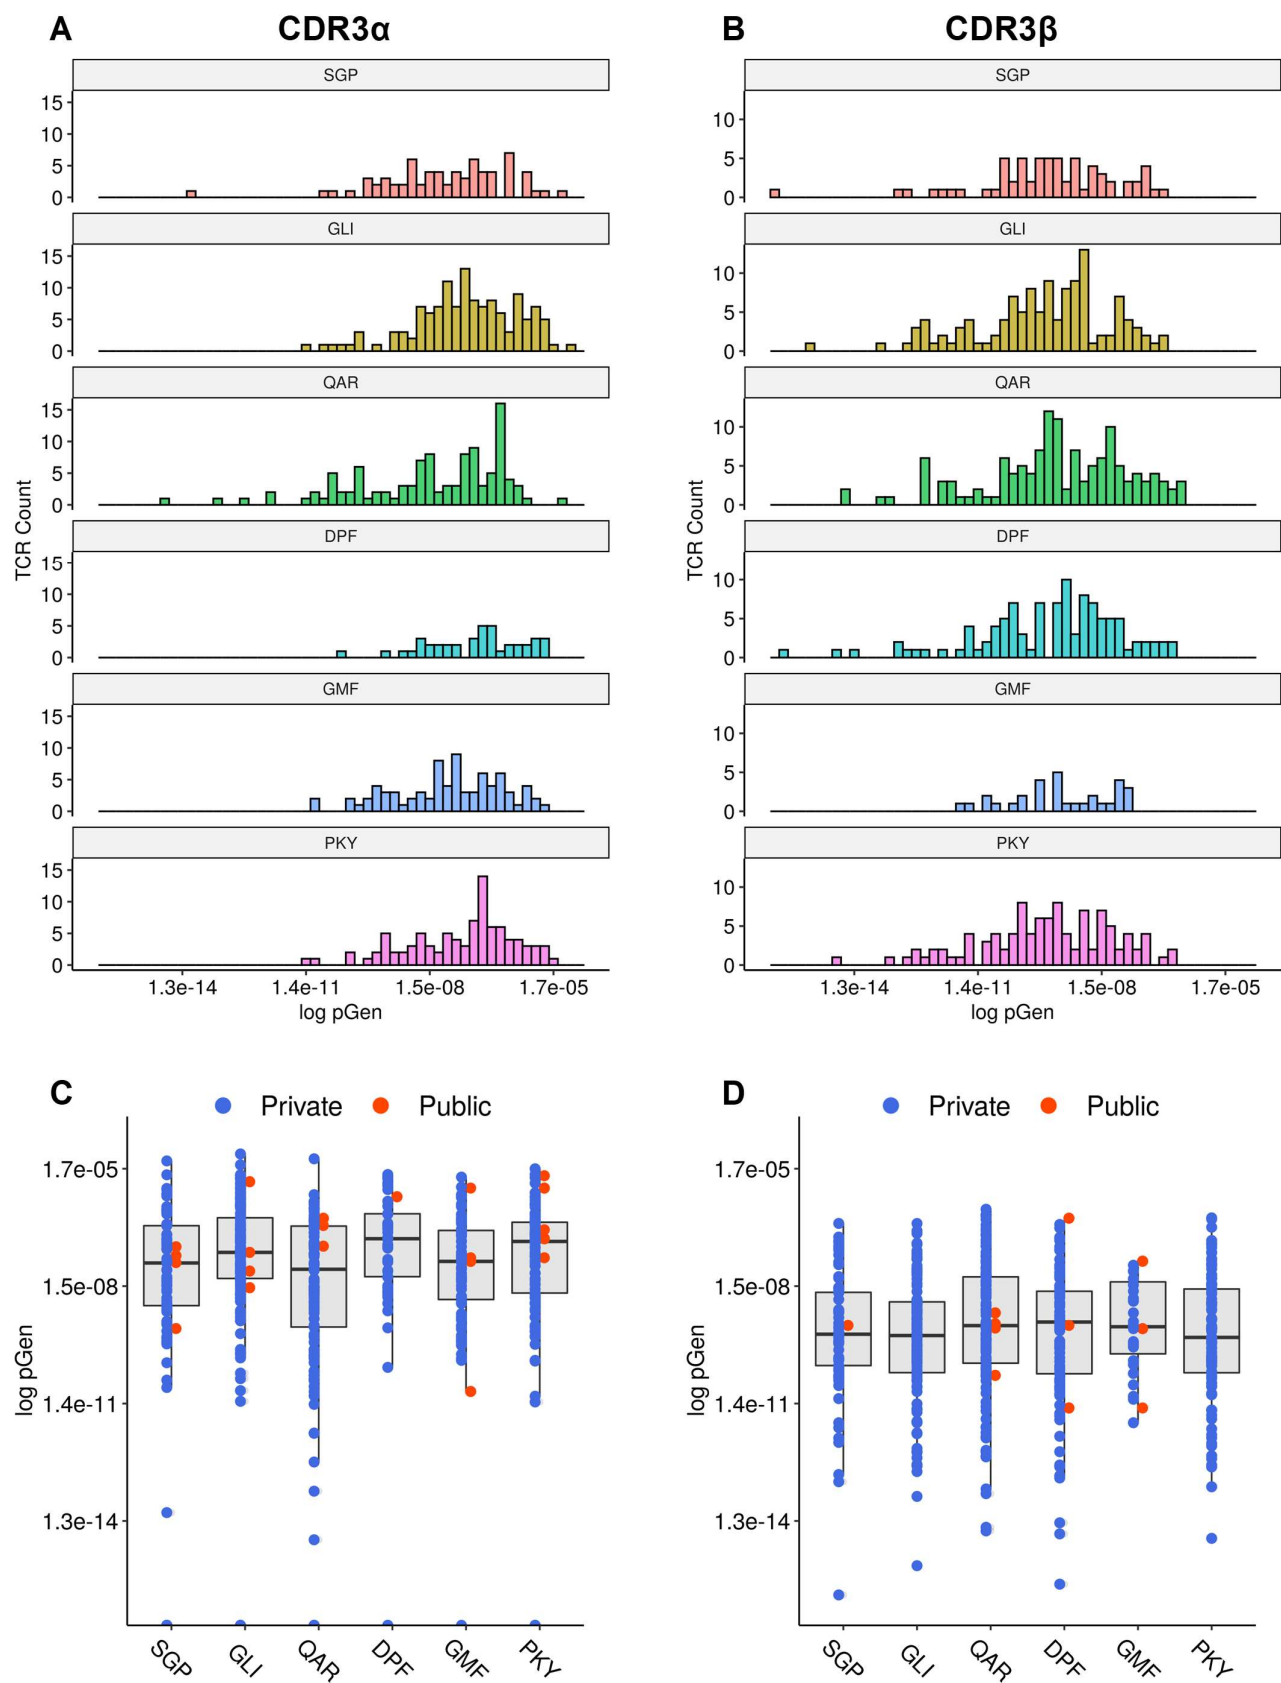 A CDR3α
SGP
15
10
5
0
GLI
15
10
5
0
QAR
15
10
5
0
DPF
15
10
5
0
GMF
15
10
5
0
PKY
15
10
5
0
TCR Count
1.3e-14 1.4e-11 1.5e-08 1.7e-05
log pGen
B CDR3β
SGP
10
5
0
GLI
10
5
0
QAR
10
5
0
DPF
10
5
0
GMF
10
5
0
PKY
10
5
0
TCR Count
1.3e-14 1.4e-11 1.5e-08 1.7e-05
log pGen
C
Private Public
1.7e-05
1.5e-08
1.4e-11
1.3e-14
log pGen
SGP GLI QAR DPF GMF PKY
D
Private Public
1.7e-05
1.5e-08
1.4e-11
1.3e-14
log pGen
SGP GLI QAR DPF GMF PKY